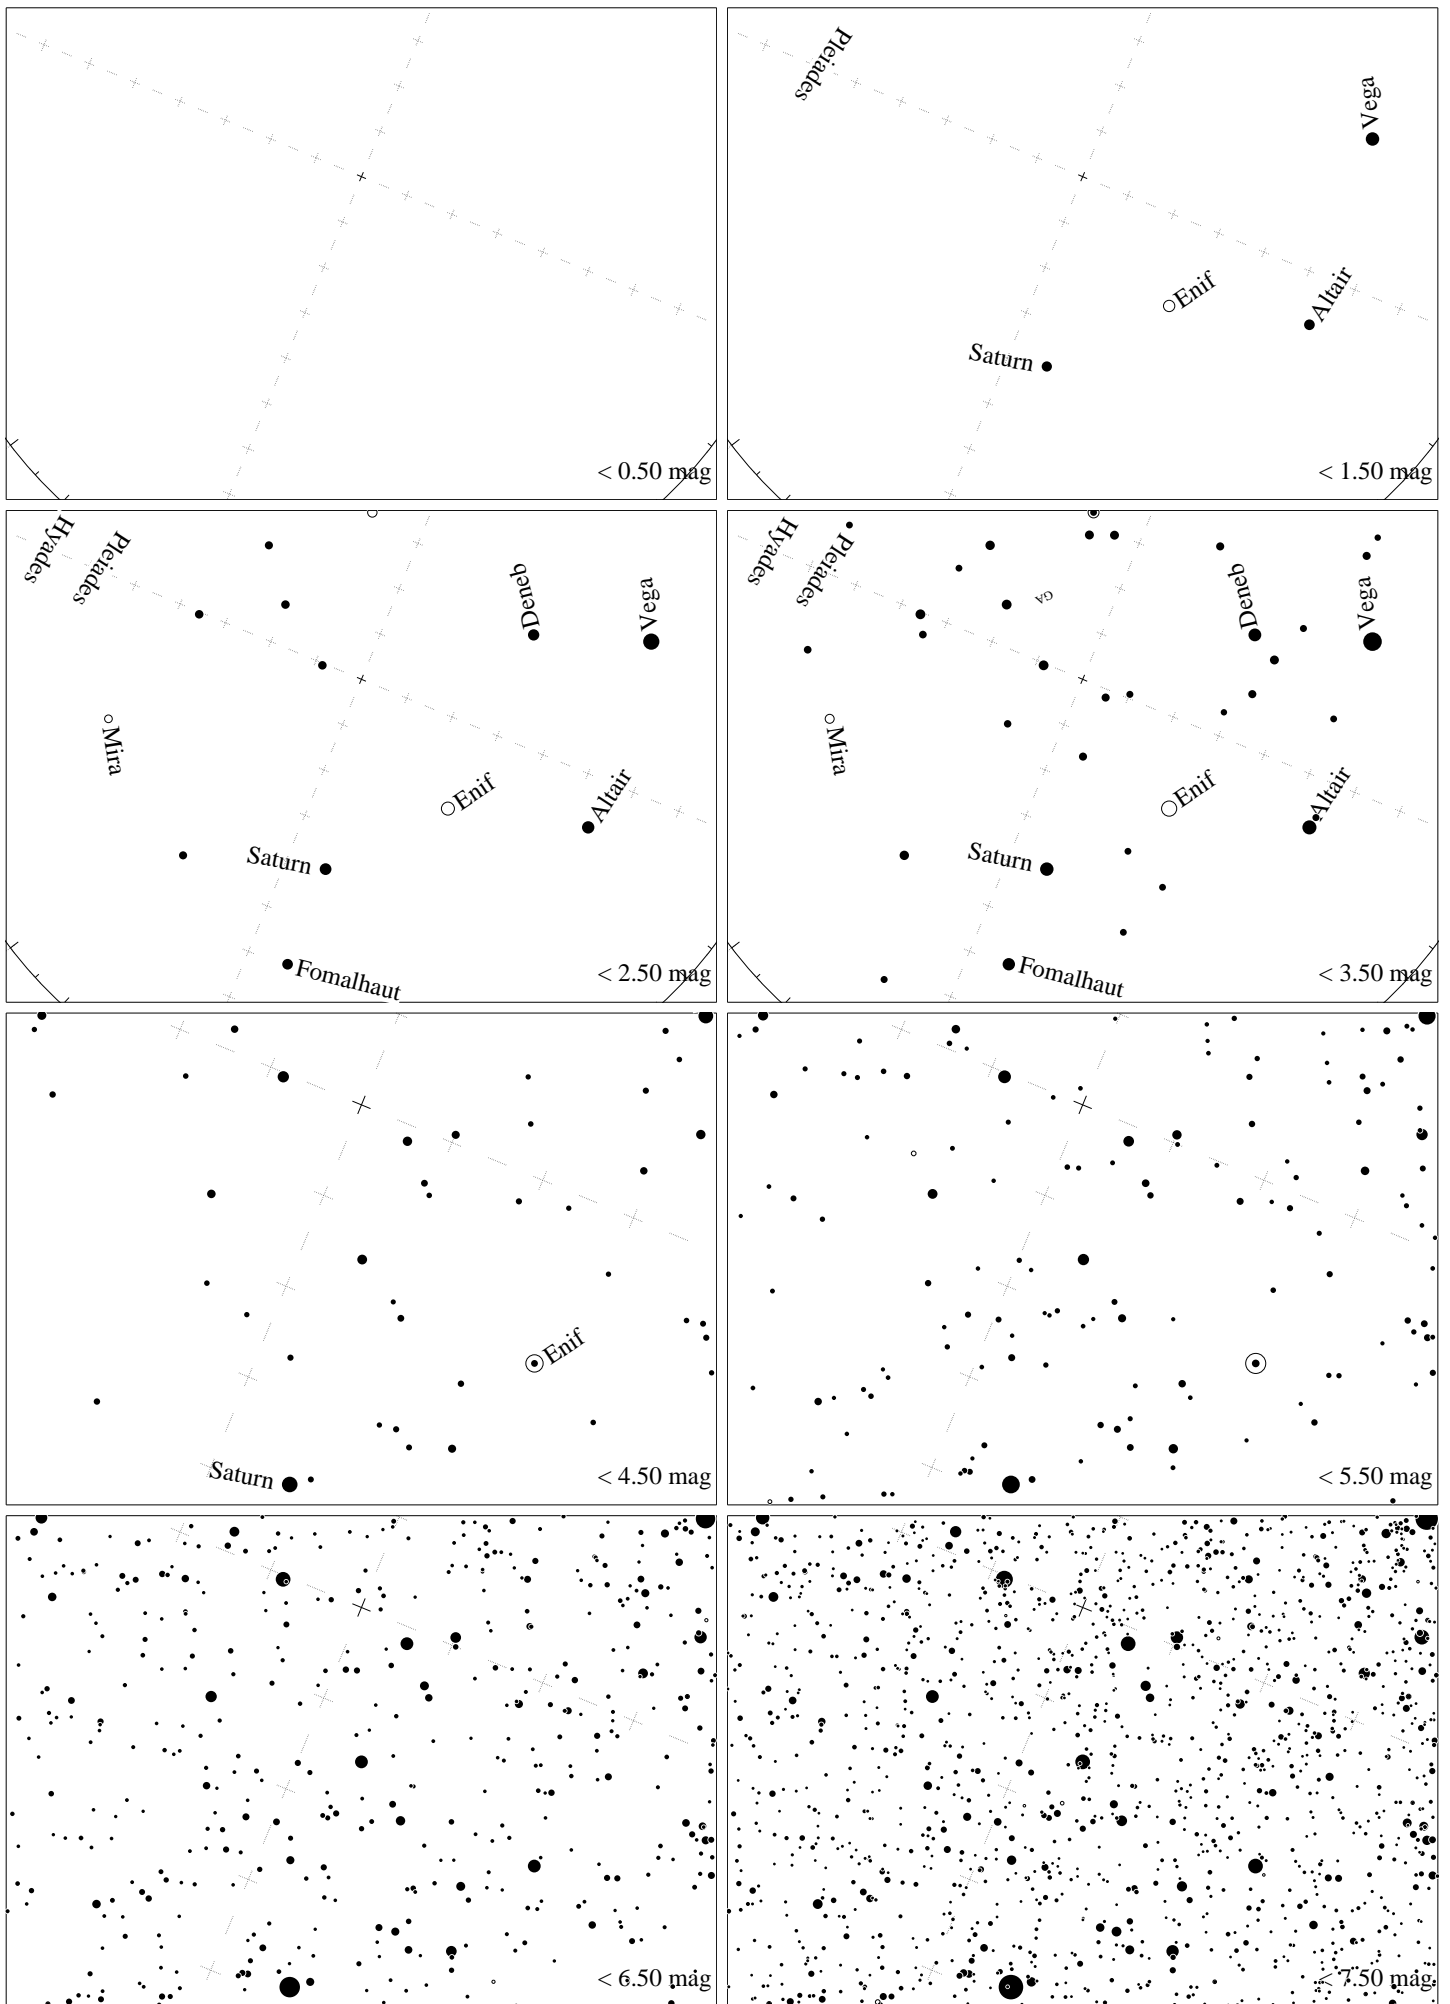 < 0.50 mag
Pleiades
Vega
Enif
Altair
Saturn
< 1.50 mag
Hyades
Pleiades
Deneb
Vega
Mira
Enif
Altair
Saturn
Fomalhaut
< 2.50 mag
Hyades
Pleiades
GA
Deneb
Vega
Mira
Enif
Altair
Saturn
Fomalhaut
< 3.50 mag
Enif
Saturn
< 4.50 mag
< 5.50 mag
< 6.50 mag
< 7.50 mag